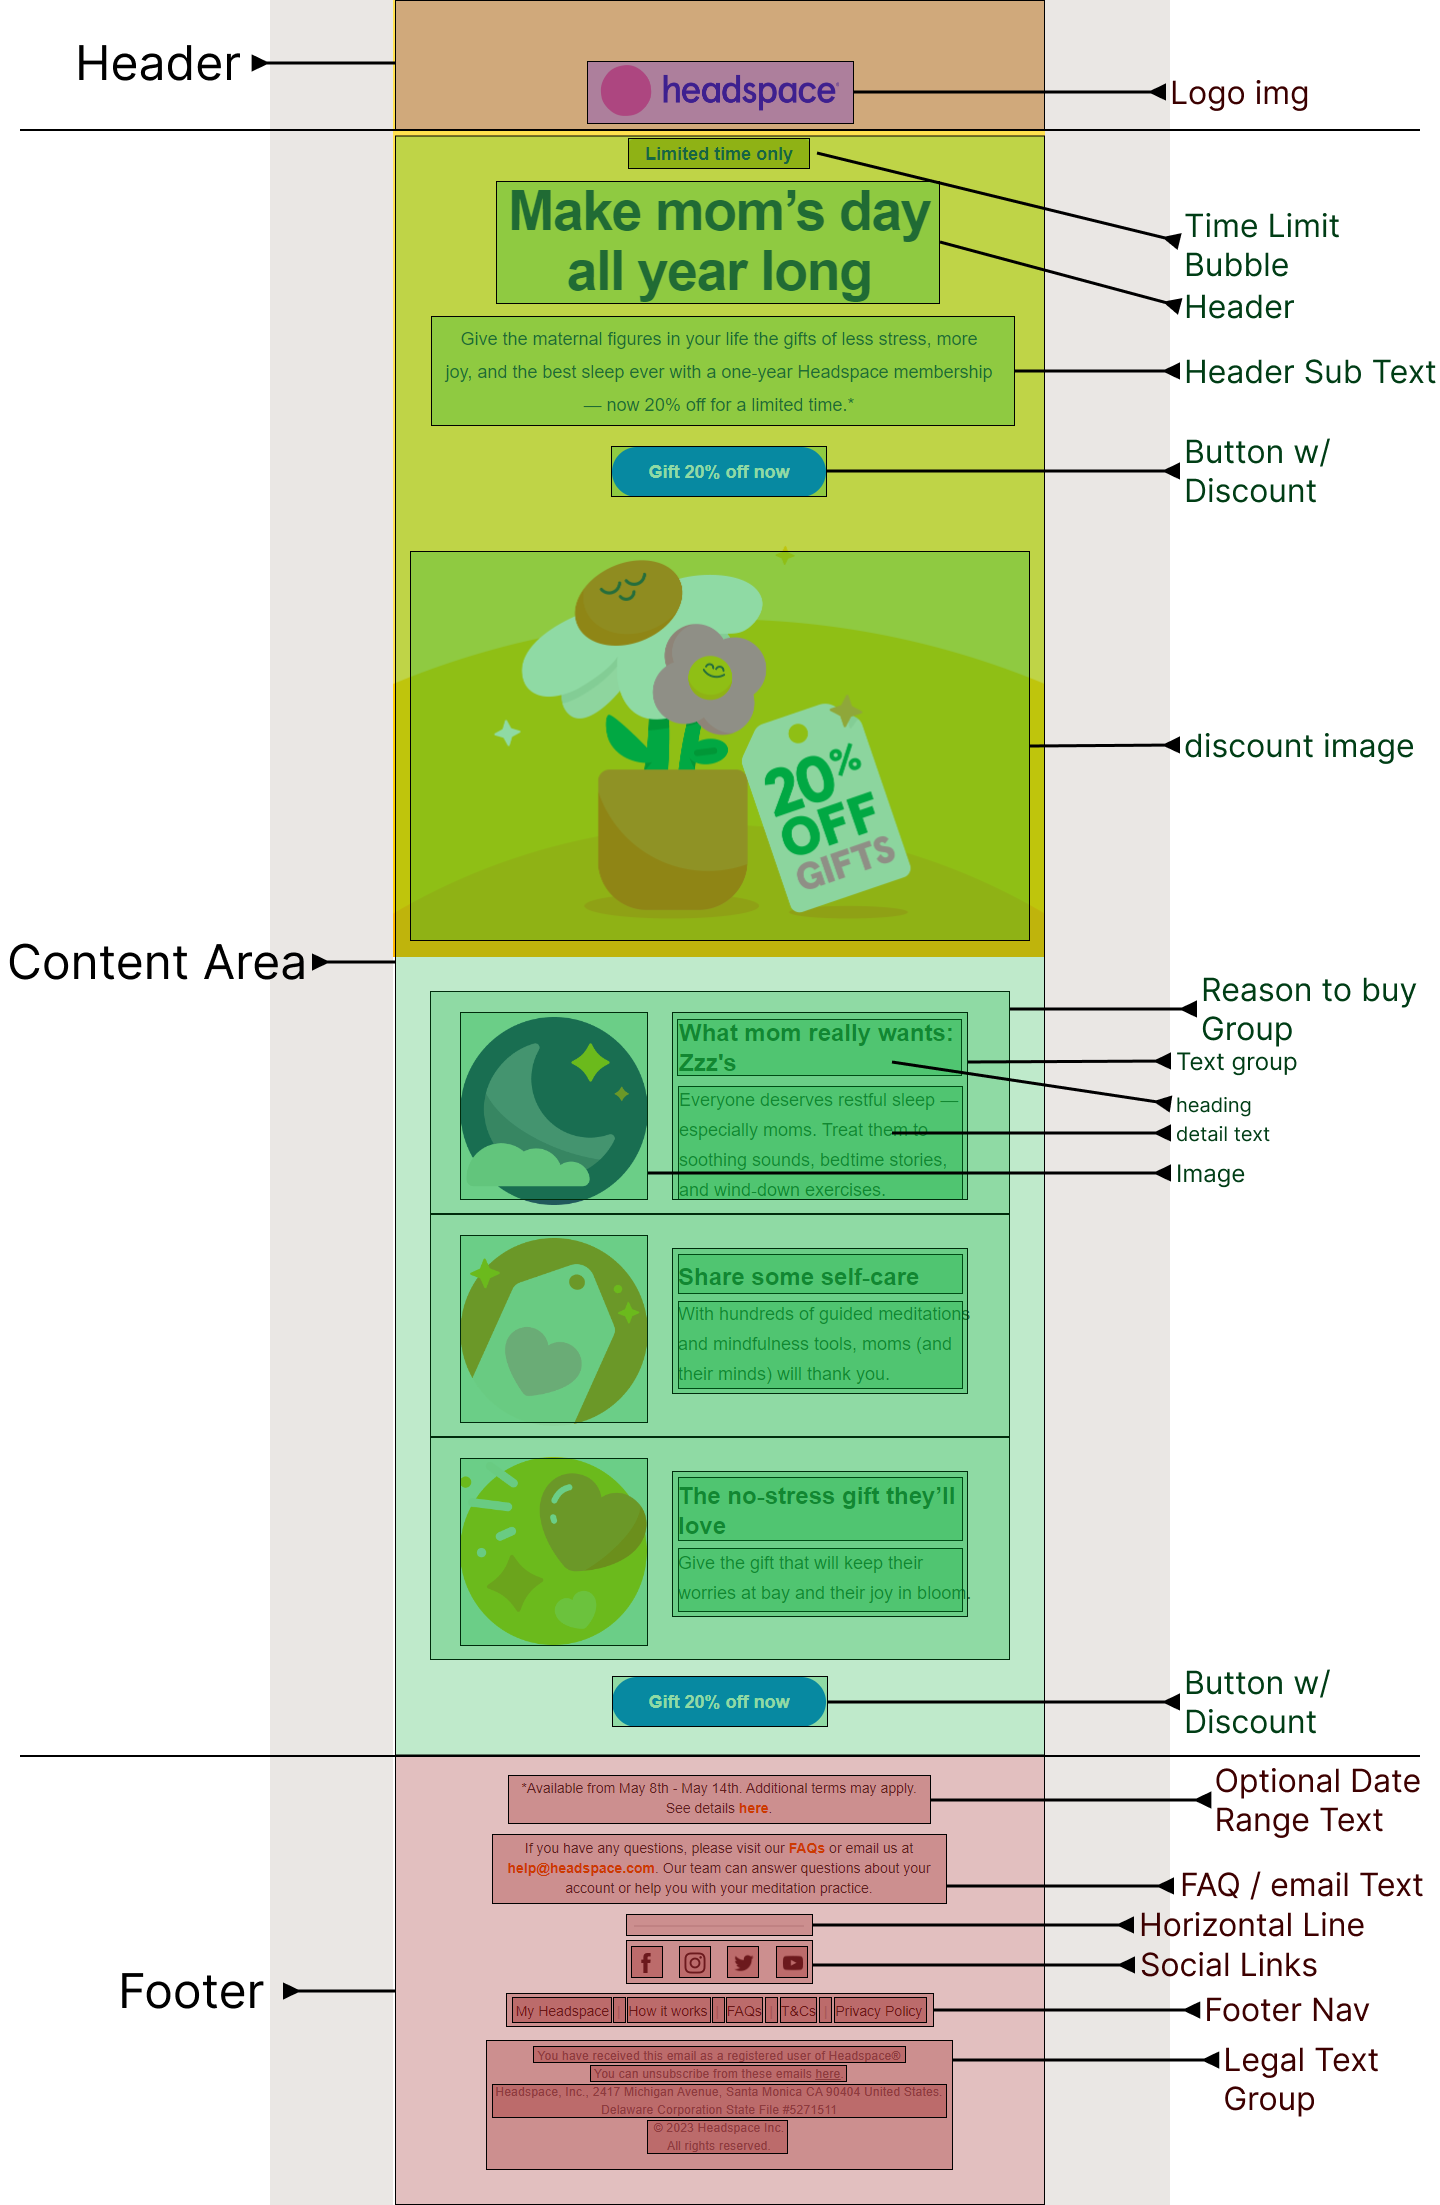 Header
headspace
Logo img
Limited time only
Time Limit
Bubble
Make mom’s day
all year long
Header
Give the maternal figures in your life the gifts of less stress, more
joy, and the best sleep ever with a one-year Headspace membership
— now 20% off for a limited time.*
Header Sub Text
Gift 20% off now
Button w/
Discount
20%
OFF
GIFTS
discount image
Content Area
Reason to buy
Group
What mom really wants:
Zzz's
Text group
heading
Everyone deserves restful sleep —
especially moms. Treat them to
soothing sounds, bedtime stories,
and wind-down exercises.
detail text
Image
Share some self-care
With hundreds of guided meditations
and mindfulness tools, moms (and
their minds) will thank you.
The no-stress gift they’ll
love
Give the gift that will keep their
worries at bay and their joy in bloom.
Gift 20% off now
Button w/
Discount
*Available from May 8th - May 14th. Additional terms may apply.
See details here.
Optional Date
Range Text
If you have any questions, please visit our FAQs or email us at
help@headspace.com. Our team can answer questions about your
account or help you with your meditation practice.
FAQ / email Text
Horizontal Line
Social Links
Footer
My Headspace | How it works | FAQs | T&Cs | Privacy Policy
Footer Nav
You have received this email as a registered user of Headspace®
You can unsubscribe from these emails here.
Headspace, Inc., 2417 Michigan Avenue, Santa Monica CA 90404 United States.
Delaware Corporation State File #5271511
© 2023 Headspace Inc.
All rights reserved.
Legal Text
Group